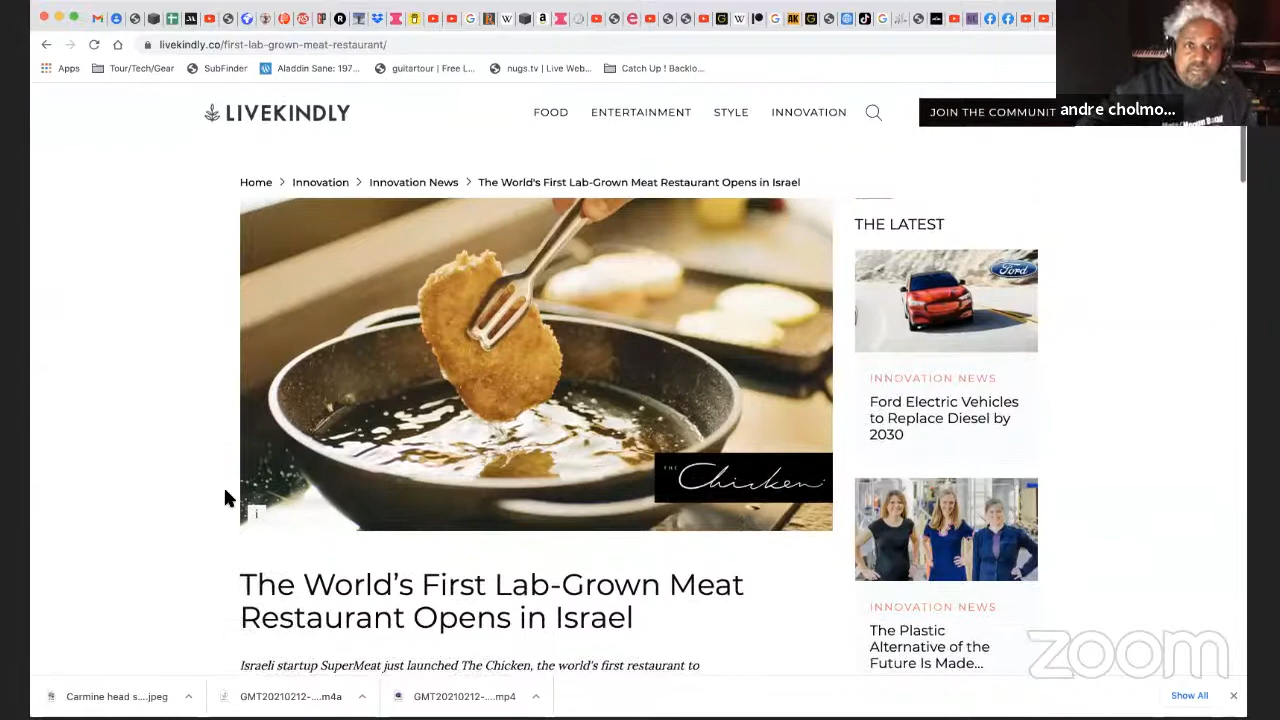 livekindly.co/first-lab-grown-meat-restaurant/
Apps
Tour/Tech/Gear
SubFinder
Aladdin Sane: 197...
guitartour | Free L...
nugs.tv | Live Web...
Catch Up ! Backlo...
andre cholmo...
LIVEKINDLY
FOOD
ENTERTAINMENT
STYLE
INNOVATION
JOIN THE COMMUNIT
Home > Innovation > Innovation News > The World's First Lab-Grown Meat Restaurant Opens in Israel
THE Chicken
i
The World's First Lab-Grown Meat
Restaurant Opens in Israel
Israeli startup SuperMeat just launched The Chicken, the world's first restaurant to
THE LATEST
Ford
INNOVATION NEWS
Ford Electric Vehicles
to Replace Diesel by
2030
INNOVATION NEWS
The Plastic
Alternative of the
Future Is Made...
zoom
Carmine head s....jpeg
GMT20210212-....m4a
GMT20210212-....mp4
Show All